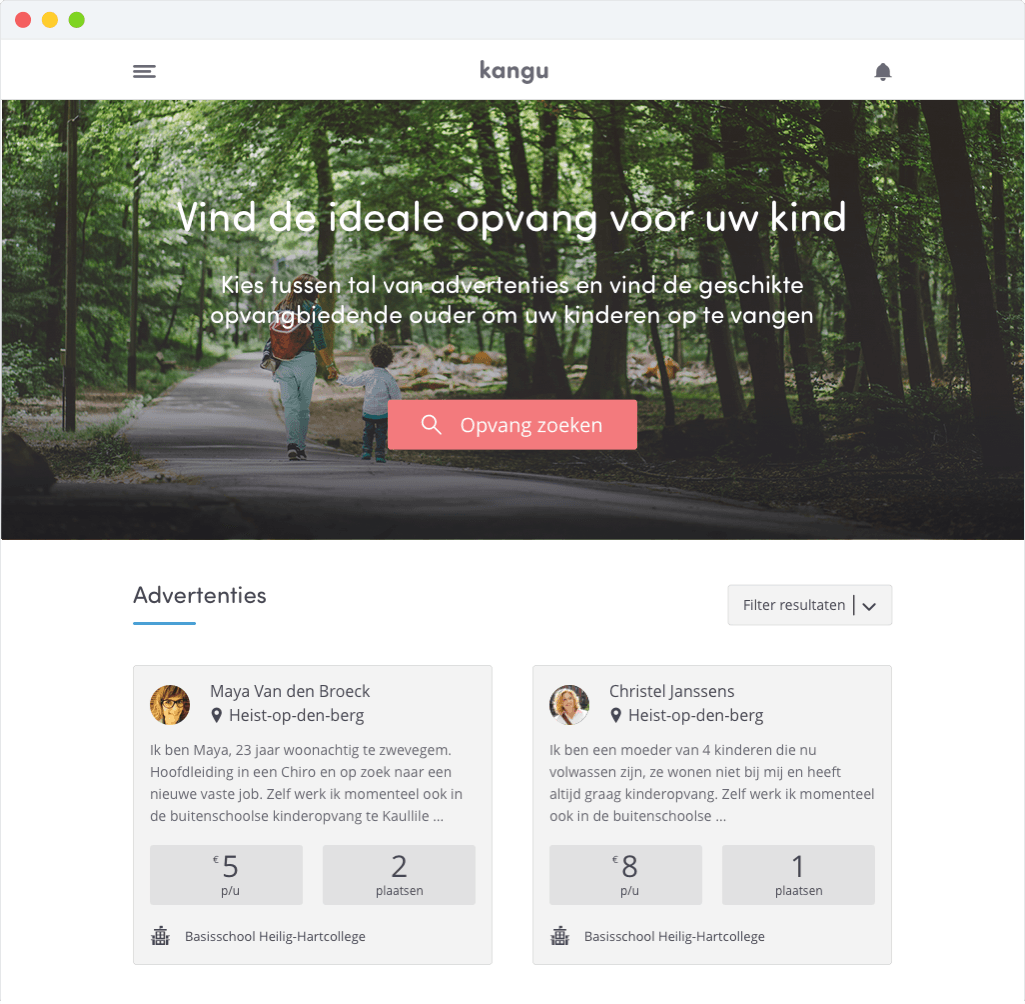 kangu
Vind de ideale opvang voor uw kind
Kies tussen tal van advertenties en vind de geschikte
opvangbiedende ouder om uw kinderen op te vangen
Opvang zoeken
Advertenties
Filter resultaten
Maya Van den Broeck
Heist-op-den-berg
Ik ben Maya, 23 jaar woonachtig te zwevegem.
Hoofdleiding in een Chiro en op zoek naar een
nieuwe vaste job. Zelf werk ik momenteel ook in
de buitenschoolse kinderopvang te Kaullile ...
€ 5
p/u
2
plaatsen
Basisschool Heilig-Hartcollege
Christel Janssens
Heist-op-den-berg
Ik ben een moeder van 4 kinderen die nu
volwassen zijn, ze wonen niet bij mij en heeft
altijd graag kinderopvang. Zelf werk ik momenteel
ook in de buitenschoolse ...
€ 8
p/u
1
plaatsen
Basisschool Heilig-Hartcollege